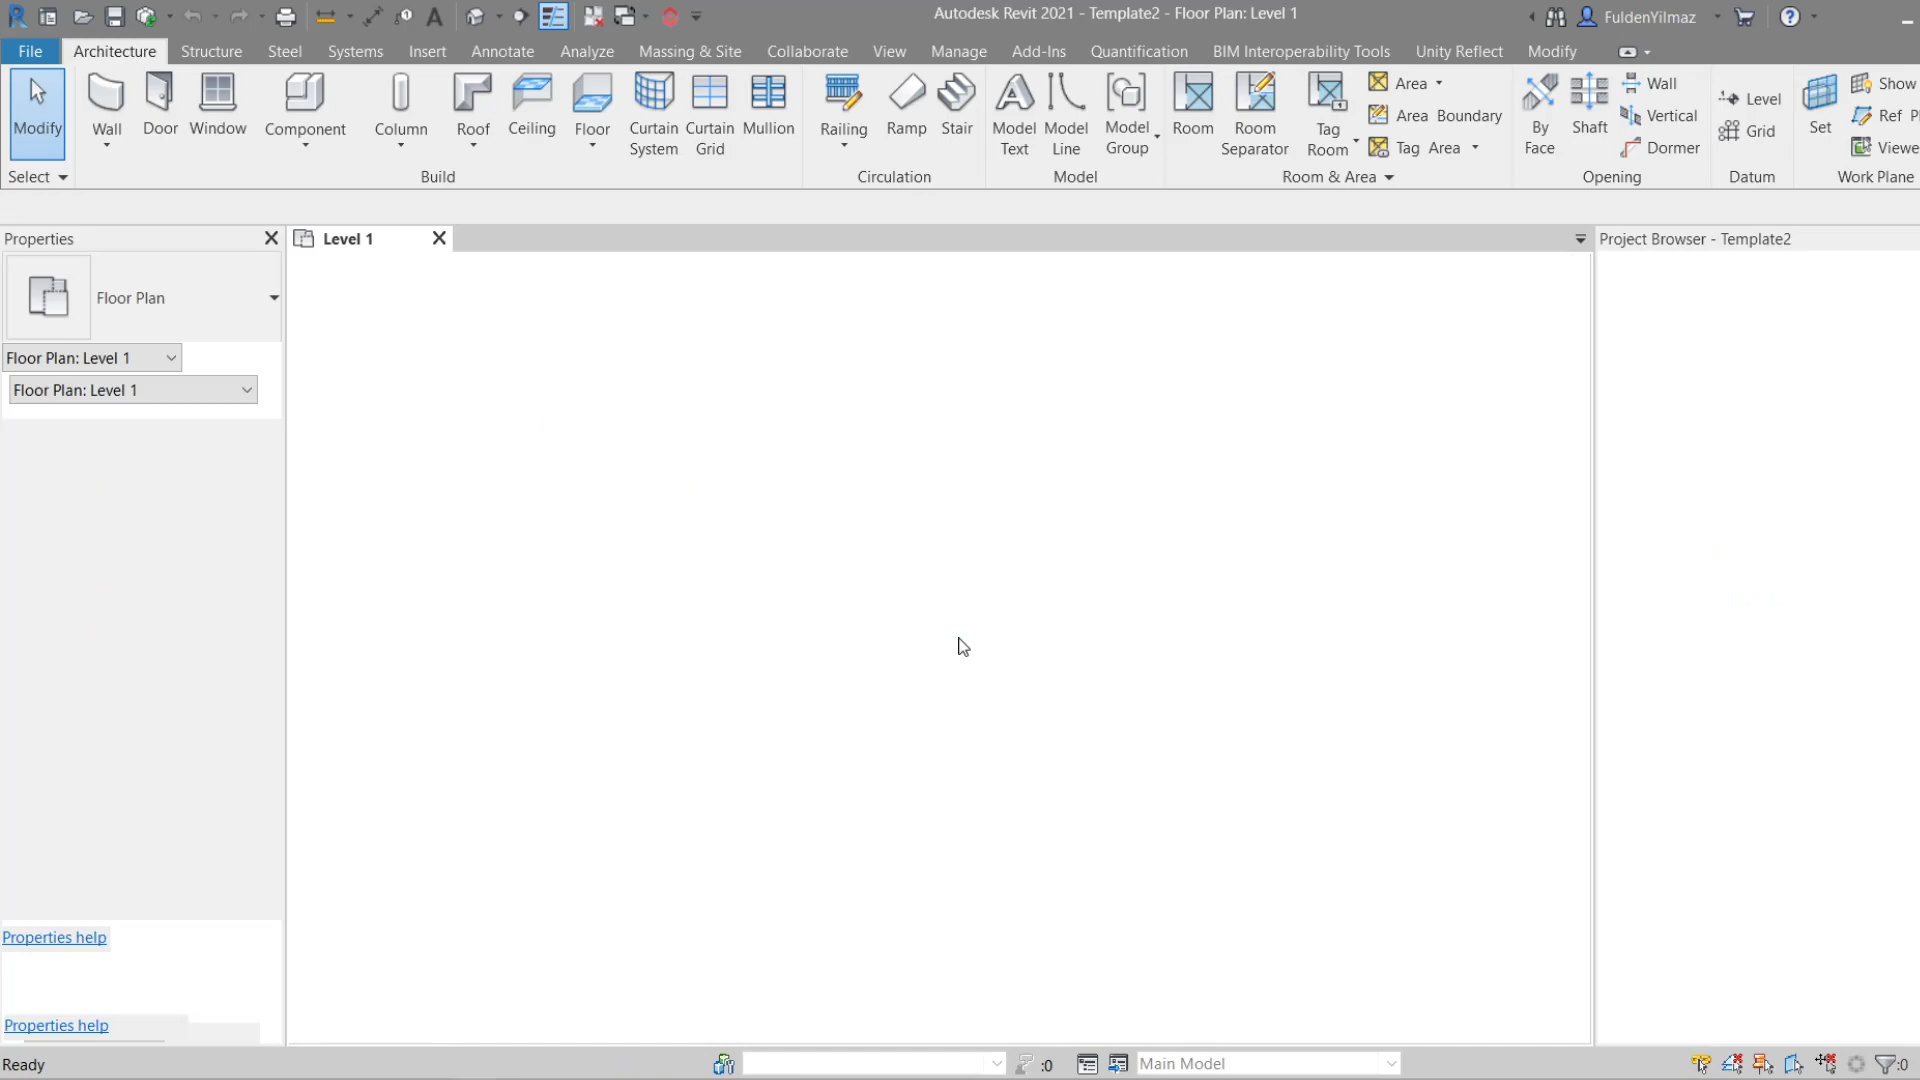 Autodesk Revit 2021 - Template2 - Floor Plan: Level 1
FuldenYilmaz
File Architecture Structure Steel Systems Insert Annotate Analyze Massing & Site Collaborate View Manage Add-Ins Quantification BIM Interoperability Tools Unity Reflect Modify
Modify
Wall
Door
Window
Component
Column
Roof
Ceiling
Floor
Curtain
System
Curtain
Grid
Mullion
Railing
Ramp
Stair
Model
Text
Model
Line
Model
Group
Room
Room
Separator
Tag
Room
Area
Area Boundary
Tag Area
By
Face
Shaft
Wall
Vertical
Dormer
Level
Grid
Set
Show
Ref P
Viewe
Select
Build
Circulation
Model
Room & Area
Opening
Datum
Work Plane
Properties
Level 1
Project Browser - Template2
Floor Plan
Floor Plan: Level 1
Floor Plan: Level 1
Properties help
Properties help
Ready
:0
Main Model
:0